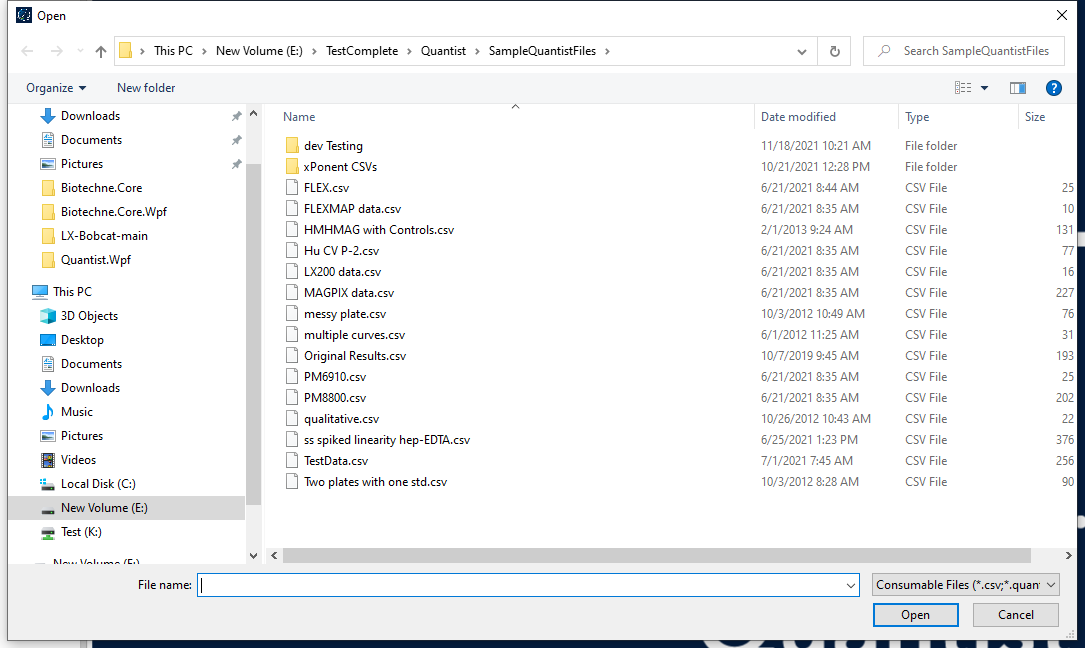 Open
This PC > New Volume (E:) > TestComplete > Quantist > SampleQuantistFiles >
Search SampleQuantistFiles
Organize
New folder
Downloads
Documents
Pictures
Biotechne.Core
Biotechne.Core.Wpf
LX-Bobcat-main
Quantist.Wpf
This PC
3D Objects
Desktop
Documents
Downloads
Music
Pictures
Videos
Local Disk (C:)
New Volume (E:)
Test (K:)
New Volume (E:)
Name Date modified Type Size
dev Testing 11/18/2021 10:21 AM File folder
xPonent CSVs 10/21/2021 12:28 PM File folder
FLEX.csv 6/21/2021 8:44 AM CSV File 25
FLEXMAP data.csv 6/21/2021 8:35 AM CSV File 10
HMHMAG with Controls.csv 2/1/2013 9:24 AM CSV File 131
Hu CV P-2.csv 6/21/2021 8:35 AM CSV File 77
LX200 data.csv 6/21/2021 8:35 AM CSV File 16
MAGPIX data.csv 6/21/2021 8:35 AM CSV File 227
messy plate.csv 10/3/2012 10:49 AM CSV File 76
multiple curves.csv 6/1/2012 11:25 AM CSV File 31
Original Results.csv 10/7/2019 9:45 AM CSV File 193
PM6910.csv 6/21/2021 8:35 AM CSV File 25
PM8800.csv 6/21/2021 8:35 AM CSV File 202
qualitative.csv 10/26/2012 10:43 AM CSV File 22
ss spiked linearity hep-EDTA.csv 6/25/2021 1:23 PM CSV File 376
TestData.csv 7/1/2021 7:45 AM CSV File 256
Two plates with one std.csv 10/3/2012 8:28 AM CSV File 90
File name:
Consumable Files (*.csv;*.quan
Open
Cancel